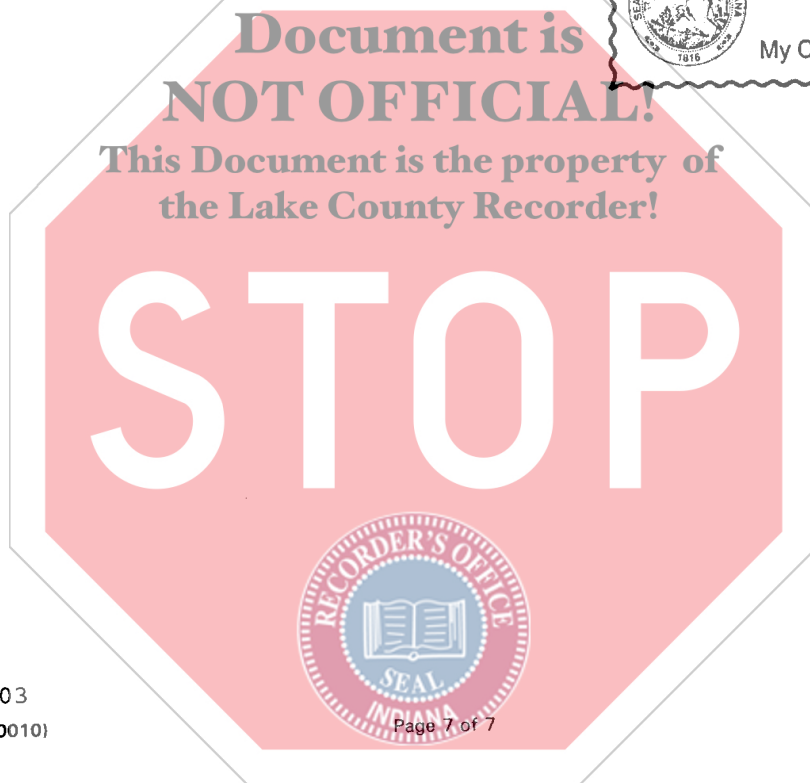 Document is
NOT OFFICIAL!
This Document is the property of
the Lake County Recorder!
1816
My
STOP
RECORDER'S OFFICE
SEAL
INDIANA
03
0010)
Page 7 of 7